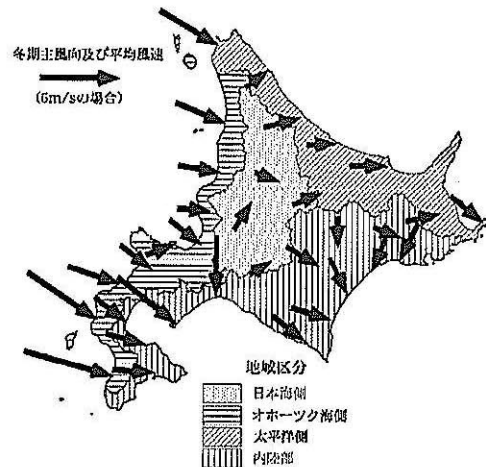 冬期主風向及び平均風速
(6m/sの場合)
地域区分
日本海側
オホーツク海側
太平洋側
内陸部